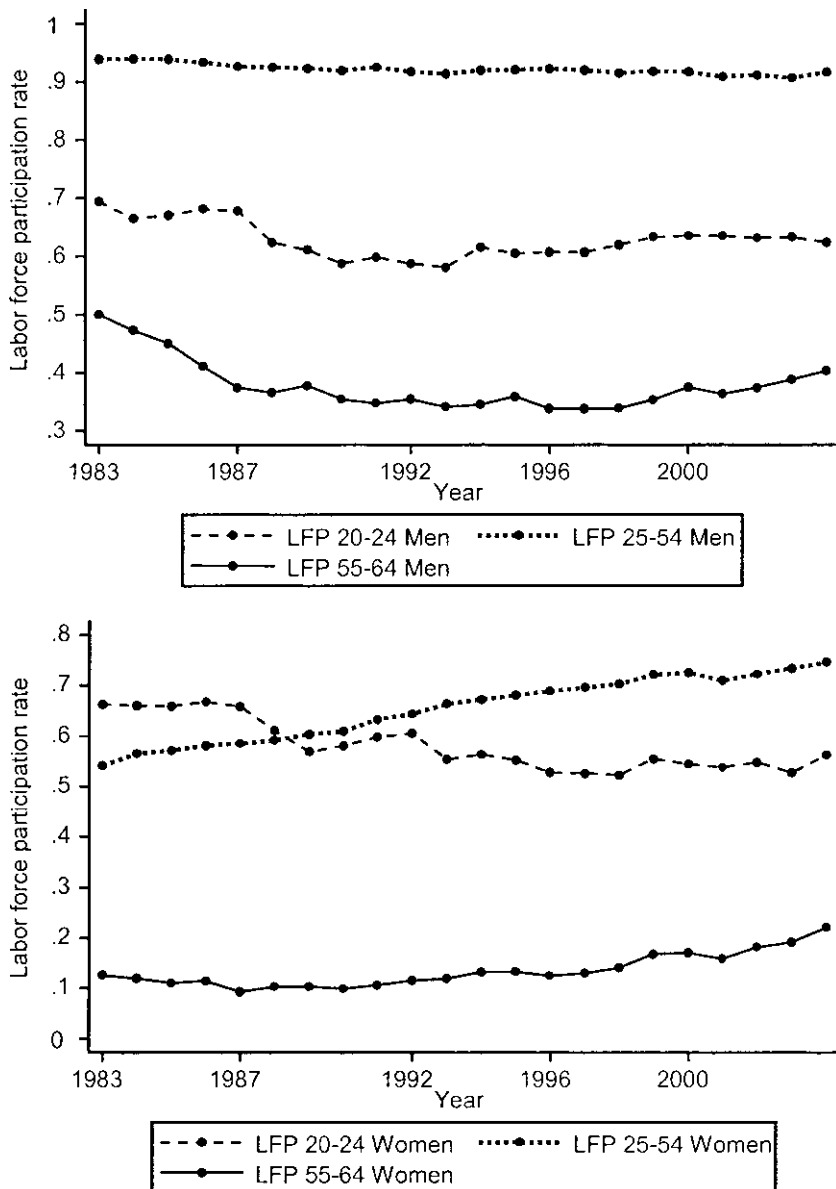 1
.9
.8
.7
.6
.5
.4
.3
Labor force participation rate
1983 1987 1992 1996 2000
Year
LFP 20-24 Men LFP 25-54 Men
LFP 55-64 Men
.8
.7
.6
.5
.4
.3
.2
.1
0
Labor force participation rate
1983 1987 1992 1996 2000
Year
LFP 20-24 Women LFP 25-54 Women
LFP 55-64 Women